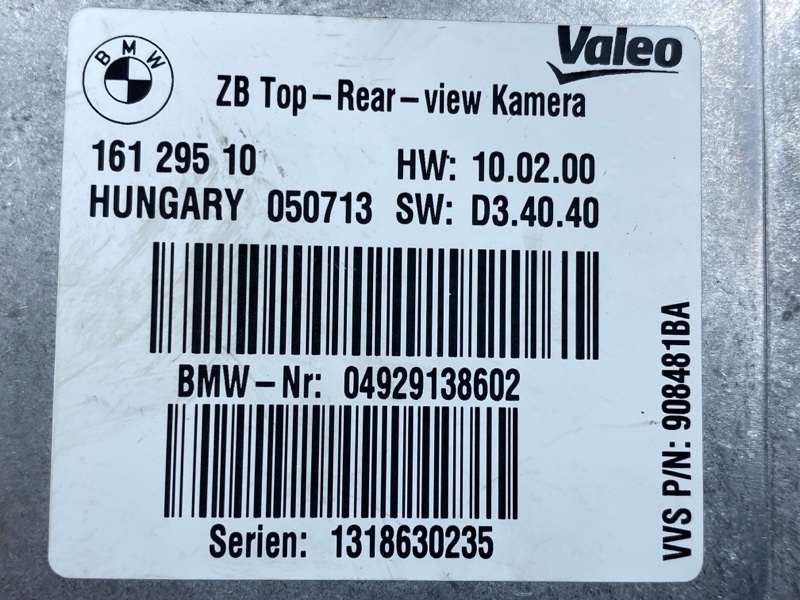 BMW
Valeo
ZB Top-Rear-view Kamera
161 295 10 HW: 10.02.00
HUNGARY 050713 SW: D3.40.40
BMW-Nr: 04929138602
Serien: 1318630235
VVS P/N: 908481BA